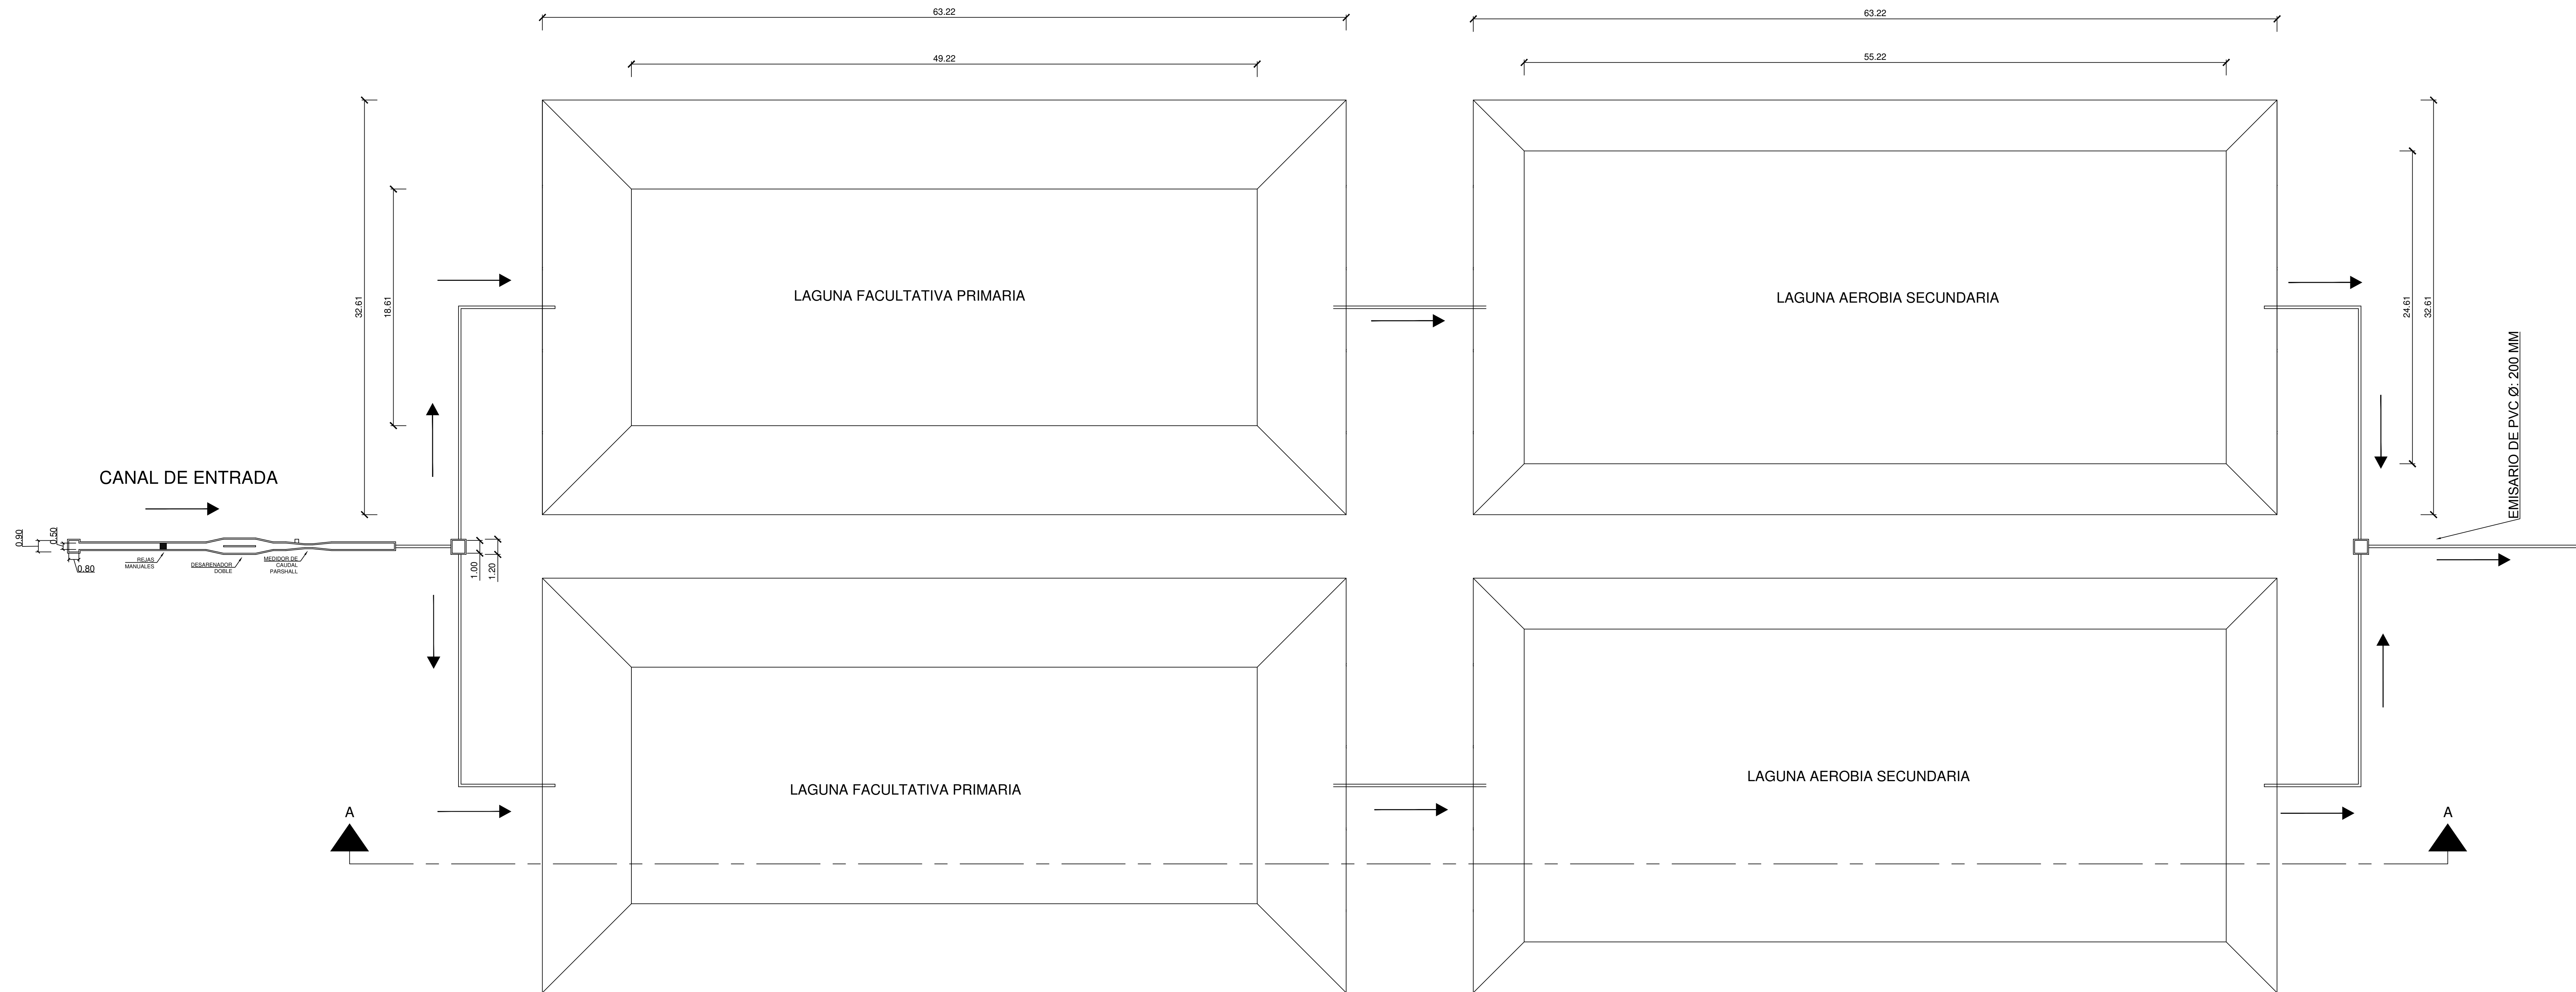 63.22
63.22
49.22
55.22
32.61
18.61
LAGUNA FACULTATIVA PRIMARIA
LAGUNA AEROBIA SECUNDARIA
24.61
32.61
EMISARIO DE PVC Ø: 200 MM
CANAL DE ENTRADA
0.90
0.50
0.80
REJAS
MANUALES
DESARENADOR
DOBLE
MEDIDOR DE
CAUDAL
PARSHALL
1.00
1.20
LAGUNA FACULTATIVA PRIMARIA
LAGUNA AEROBIA SECUNDARIA
A
A